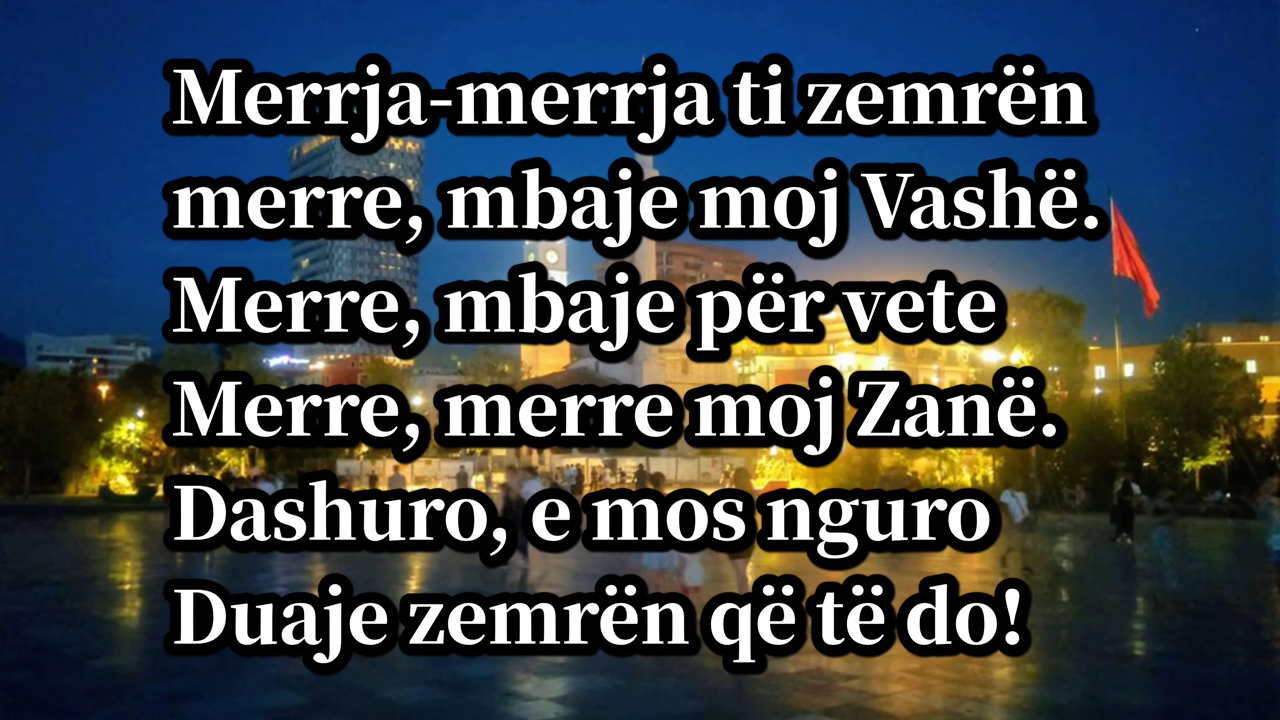 Merrja-merrja ti zemrën
merre, mbaje moj Vashë.
Merre, mbaje për vete
Merre, merre moj Zanë.
Dashuro, e mos nguro
Duaje zemrën që të do!